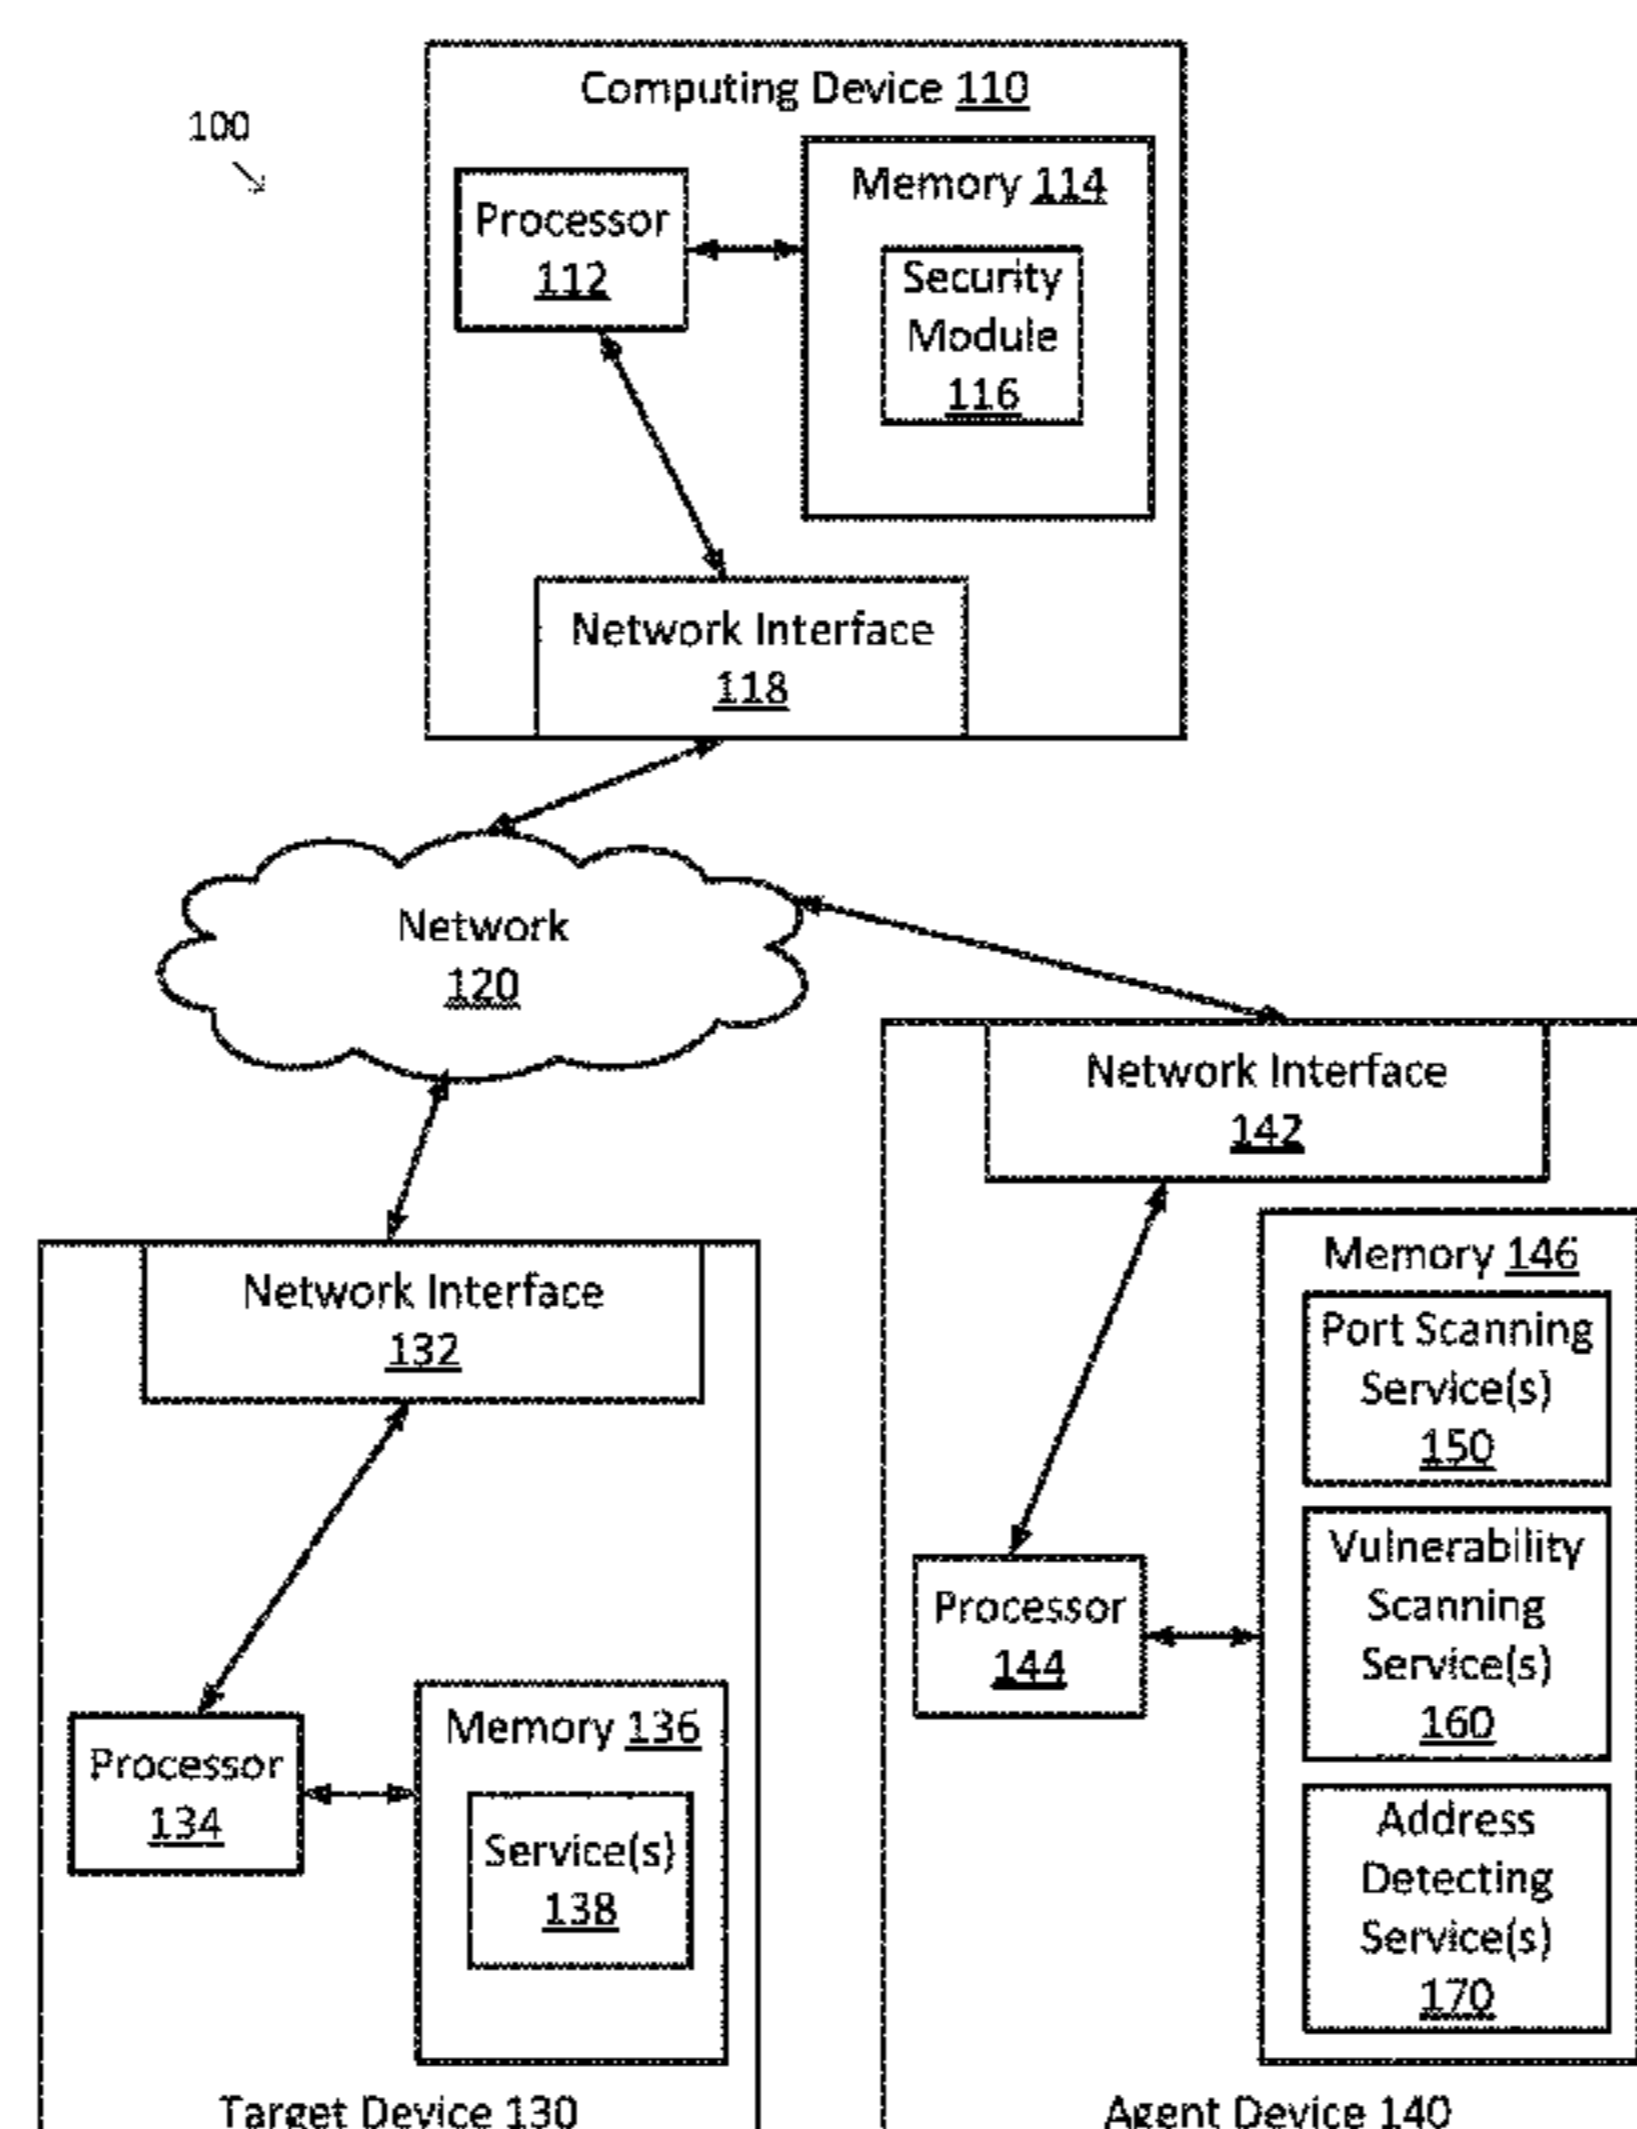 100
Computing Device 110
Processor
112
Memory 114
Security
Module
116
Network Interface
118
Network
120
Network Interface
142
Network Interface
132
Memory 146
Port Scanning
Service(s)
150
Vulnerability
Scanning
Service(s)
160
Address
Detecting
Service(s)
170
Processor
144
Processor
134
Memory 136
Service(s)
138
Target Device 130
Agent Device 140